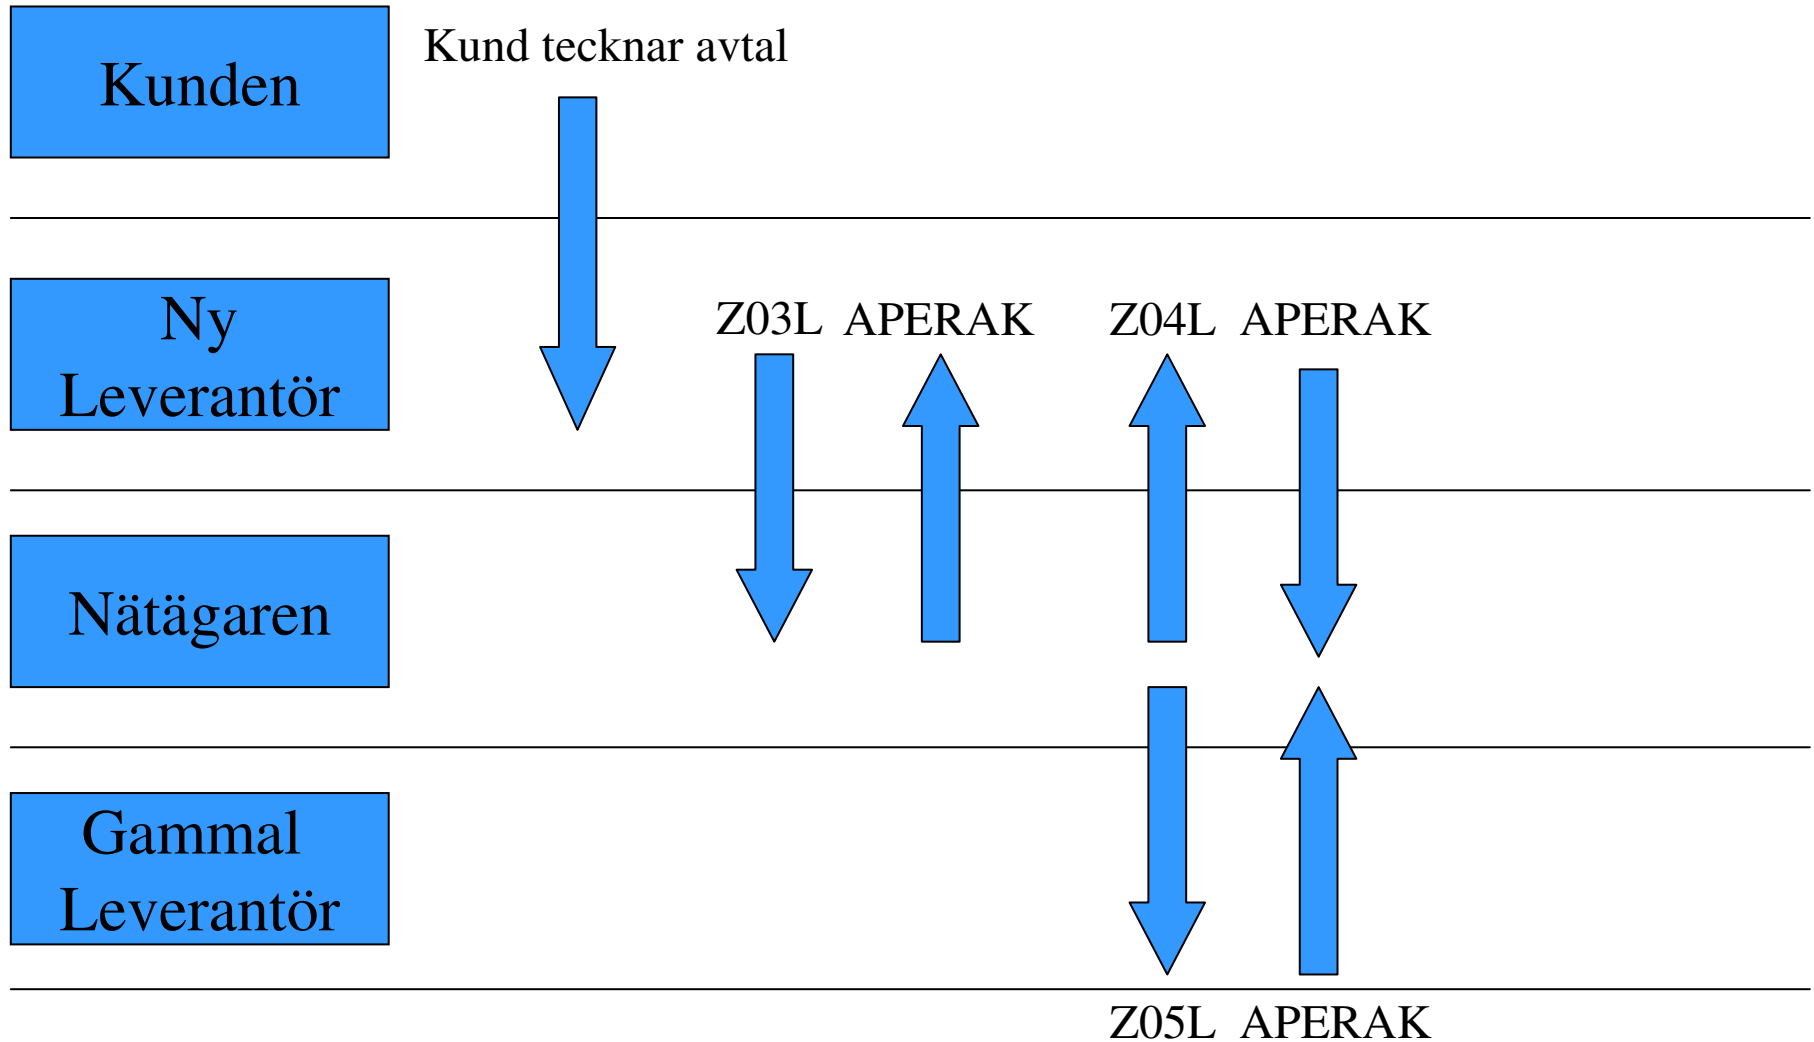 Kunden
Kund tecknar avtal
Ny
Leverantör
Z03L APERAK Z04L APERAK
Nätägaren
Gammal
Leverantör
Z05L APERAK